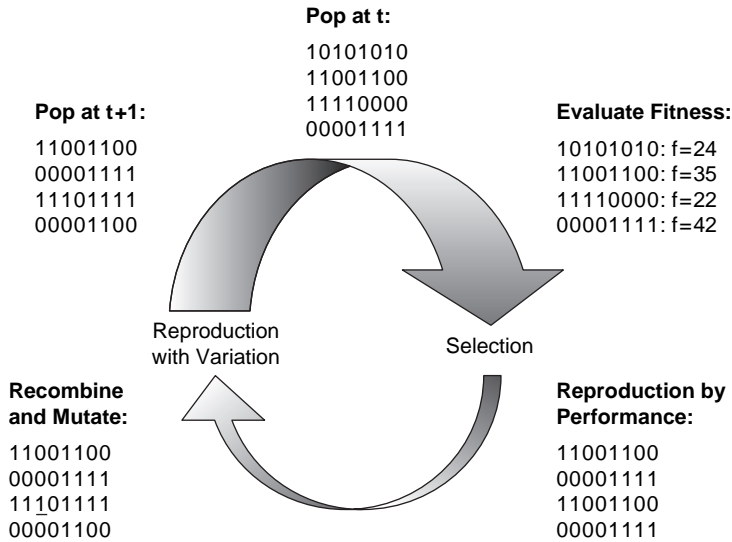 Pop at t:
10101010
11001100
11110000
00001111
Pop at t+1:
11001100
00001111
11101111
00001100
Evaluate Fitness:
10101010: f=24
11001100: f=35
11110000: f=22
00001111: f=42
Reproduction
with Variation
Selection
Recombine
and Mutate:
11001100
00001111
11101111
00001100
Reproduction by
Performance:
11001100
00001111
11001100
00001111